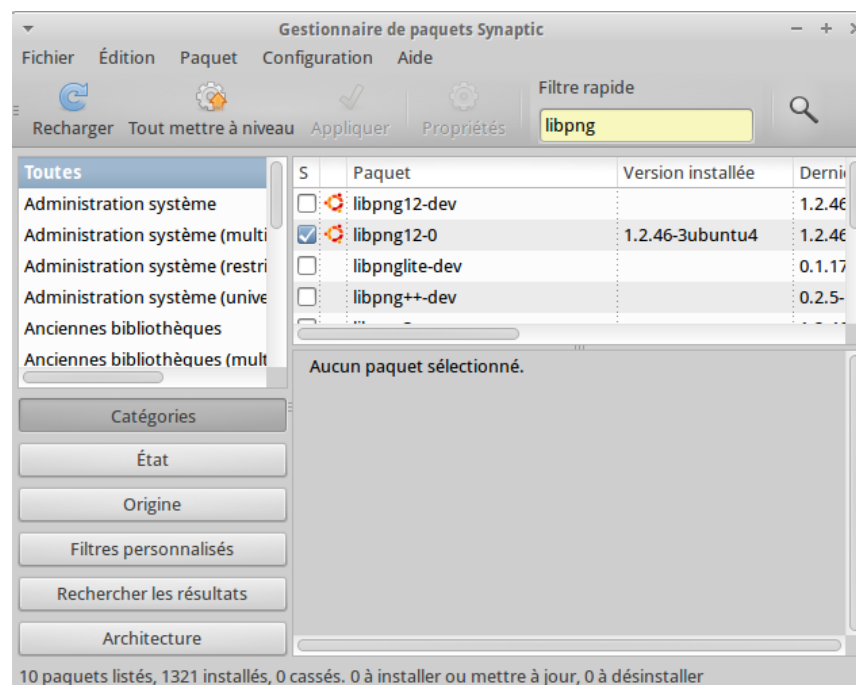 Gestionnaire de paquets Synaptic
Fichier Édition Paquet Configuration Aide
Recharger Tout mettre à niveau Appliquer Propriétés
Filtre rapide
libpng
Toutes
Administration système
Administration système (multi
Administration système (restri
Administration système (unive
Anciennes bibliothèques
Anciennes bibliothèques (mult
Catégories
État
Origine
Filtres personnalisés
Rechercher les résultats
Architecture
S Paquet Version installée Derniè
libpng12-dev 1.2.46
libpng12-0 1.2.46-3ubuntu4 1.2.46
libpnglite-dev 0.1.17
libpng++-dev 0.2.5-
Aucun paquet sélectionné.
10 paquets listés, 1321 installés, 0 cassés. 0 à installer ou mettre à jour, 0 à désinstaller